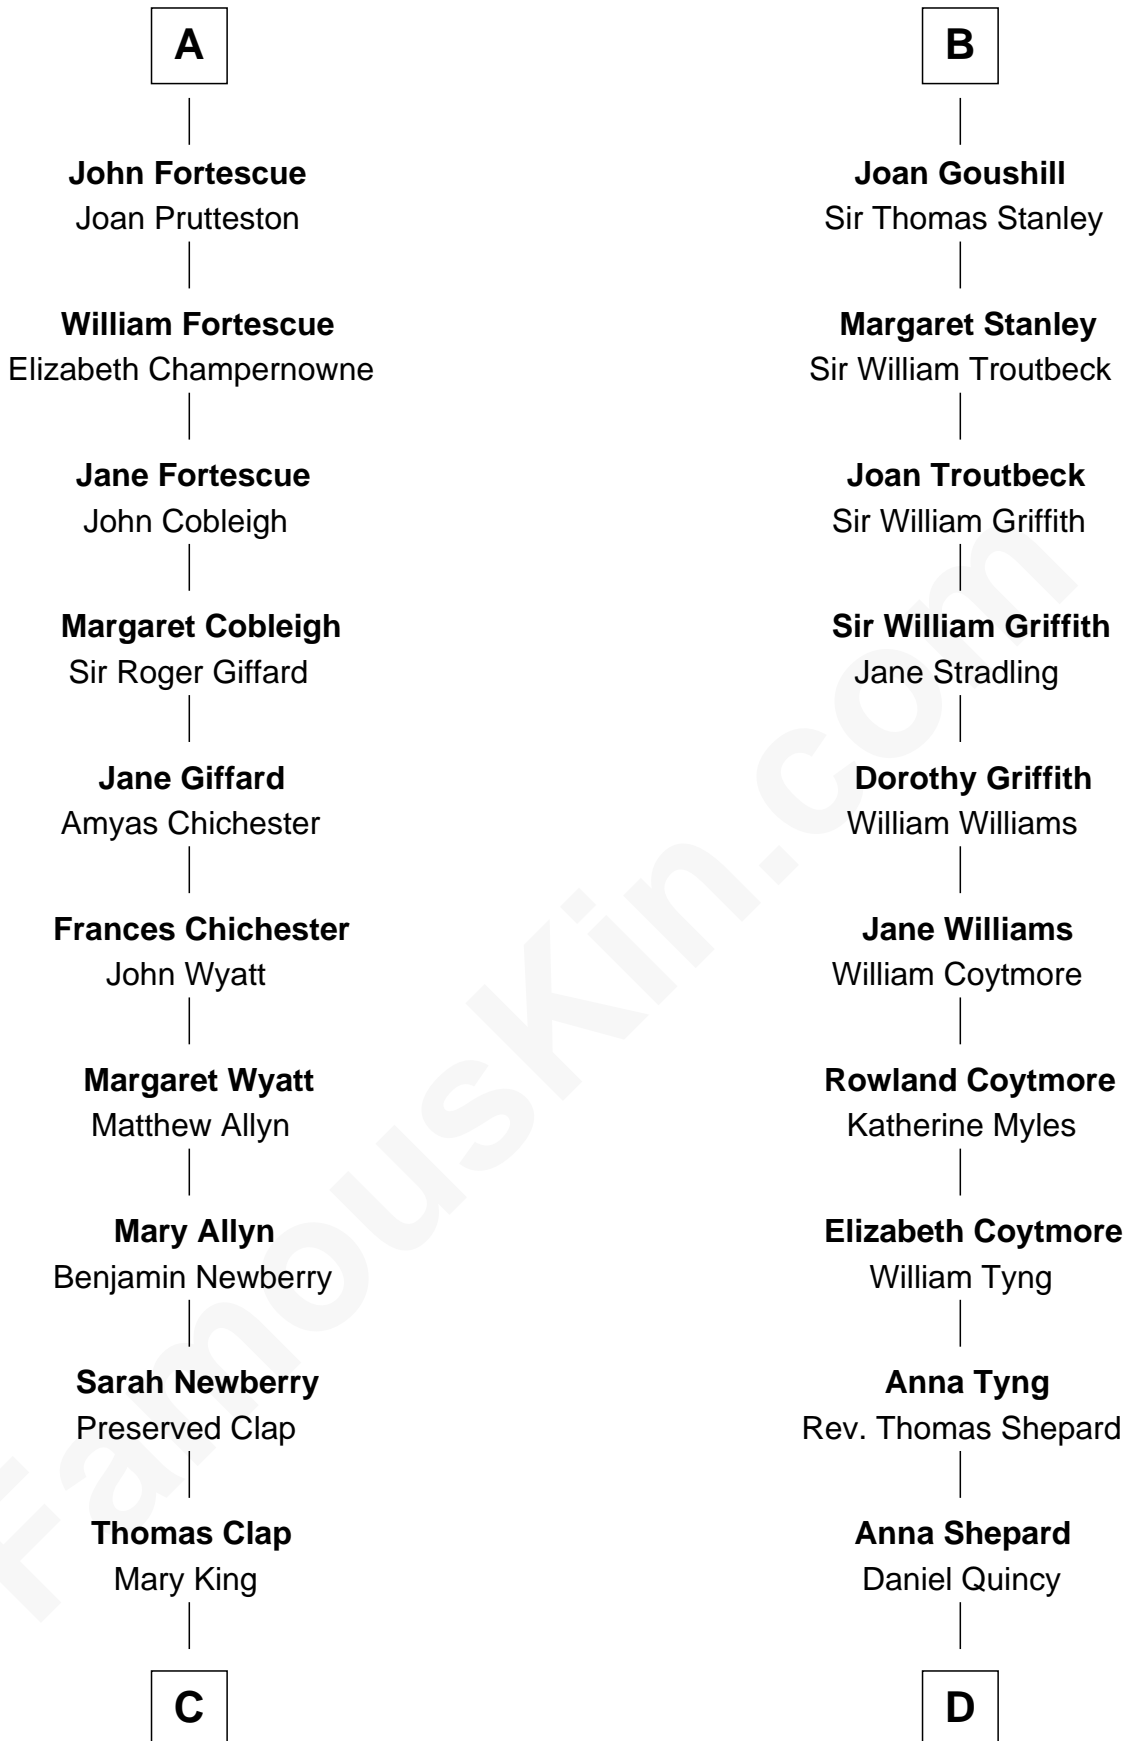 A
John Fortescue
Joan Prutteston
William Fortescue
Elizabeth Champernowne
Jane Fortescue
John Cobleigh
Margaret Cobleigh
Sir Roger Giffard
Jane Giffard
Amyas Chichester
Frances Chichester
John Wyatt
Margaret Wyatt
Matthew Allyn
Mary Allyn
Benjamin Newberry
Sarah Newberry
Preserved Clap
Thomas Clap
Mary King
C
B
Joan Goushill
Sir Thomas Stanley
Margaret Stanley
Sir William Troutbeck
Joan Troutbeck
Sir William Griffith
Sir William Griffith
Jane Stradling
Dorothy Griffith
William Williams
Jane Williams
William Coytmore
Rowland Coytmore
Katherine Myles
Elizabeth Coytmore
William Tyng
Anna Tyng
Rev. Thomas Shepard
Anna Shepard
Daniel Quincy
D
FamousKin.com